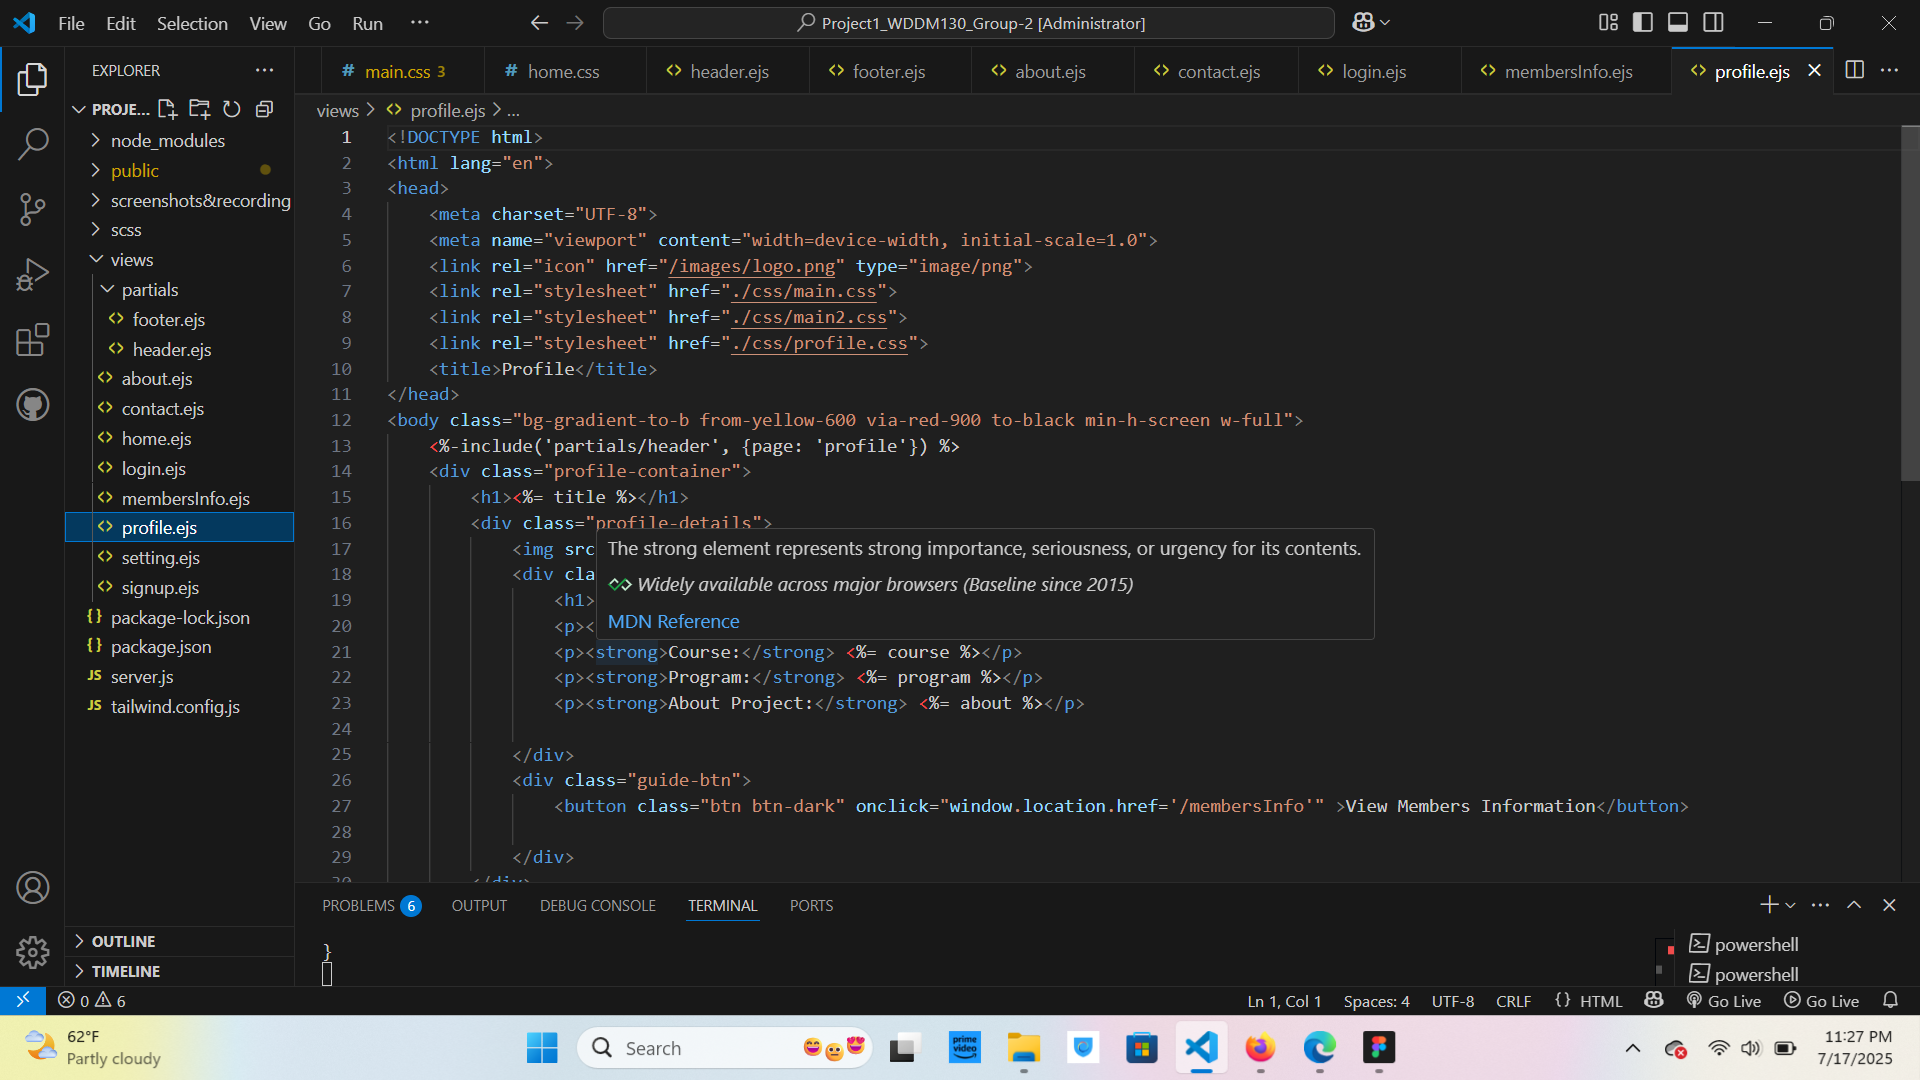 File Edit Selection View Go Run ···
Project1_WDDM130_Group-2 [Administrator]
EXPLORER
main.css 3
home.css
header.ejs
footer.ejs
about.ejs
contact.ejs
login.ejs
membersInfo.ejs
profile.ejs
PROJE...
views > profile.ejs > ...
node_modules
public
screenshots&recording
scss
views
partials
footer.ejs
header.ejs
about.ejs
contact.ejs
home.ejs
login.ejs
membersInfo.ejs
profile.ejs
setting.ejs
signup.ejs
package-lock.json
package.json
server.js
tailwind.config.js
OUTLINE
TIMELINE
1 <!DOCTYPE html>
2 <html lang="en">
3 <head>
4 <meta charset="UTF-8">
5 <meta name="viewport" content="width=device-width, initial-scale=1.0">
6 <link rel="icon" href="/images/logo.png" type="image/png">
7 <link rel="stylesheet" href="./css/main.css">
8 <link rel="stylesheet" href="./css/main2.css">
9 <link rel="stylesheet" href="./css/profile.css">
10 <title>Profile</title>
11 </head>
12 <body class="bg-gradient-to-b from-yellow-600 via-red-900 to-black min-h-screen w-full">
13 <%-include('partials/header', {page: 'profile'}) %>
14 <div class="profile-container">
15 <h1><%= title %></h1>
16 <div class="profile-details">
17 <img src
18 <div cla
19 <h1>
20 <p><
The strong element represents strong importance, seriousness, or urgency for its contents.
Widely available across major browsers (Baseline since 2015)
MDN Reference
21 <p><strong>Course:</strong> <%= course %></p>
22 <p><strong>Program:</strong> <%= program %></p>
23 <p><strong>About Project:</strong> <%= about %></p>
24
25 </div>
26 <div class="guide-btn">
27 <button class="btn btn-dark" onclick="window.location.href='/membersInfo'" >View Members Information</button>
28
29 </div>
30 </div>
PROBLEMS 6 OUTPUT DEBUG CONSOLE TERMINAL PORTS
}
powershell
powershell
0 6
Ln 1, Col 1 Spaces: 4 UTF-8 CRLF {} HTML Go Live Go Live
62°F
Partly cloudy
Search
prime video
11:27 PM
7/17/2025